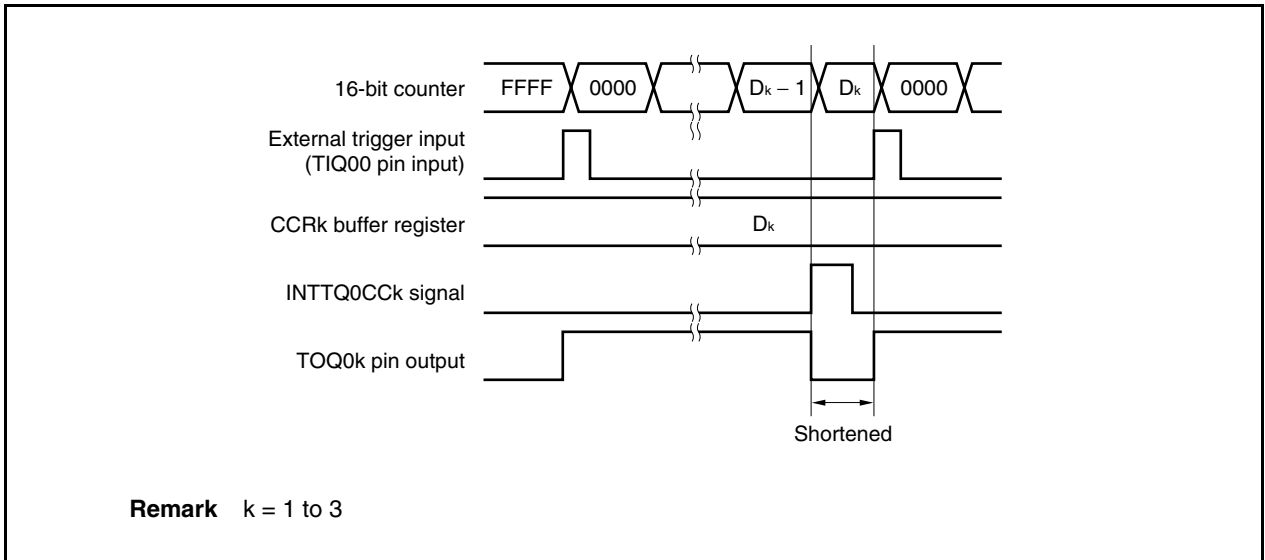 16-bit counter FFFF 0000 Dk – 1 Dk 0000
External trigger input
(TIQ00 pin input)
CCRk buffer register Dk
INTTQ0CCk signal
TOQ0k pin output
Shortened
Remark k = 1 to 3